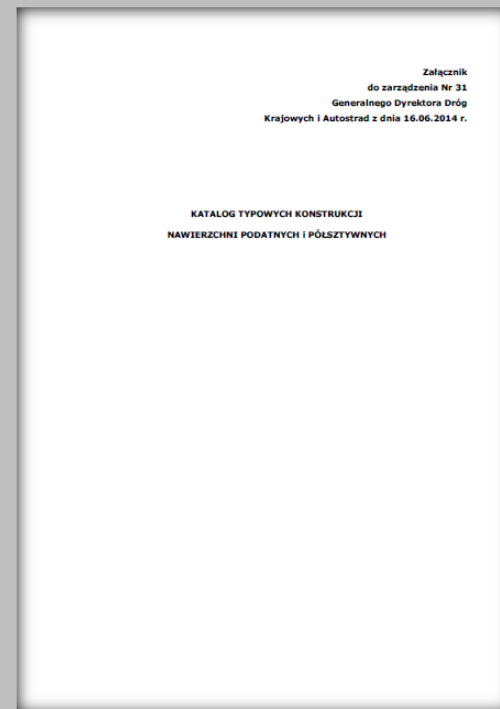 Załącznik
do zarządzenia Nr 31
Generalnego Dyrektora Dróg
Krajowych i Autostrad z dnia 16.06.2014 r.
KATALOG TYPOWYCH KONSTRUKCJI
NAWIERZCHNI PODATNYCH i PÓŁSZTYWNYCH